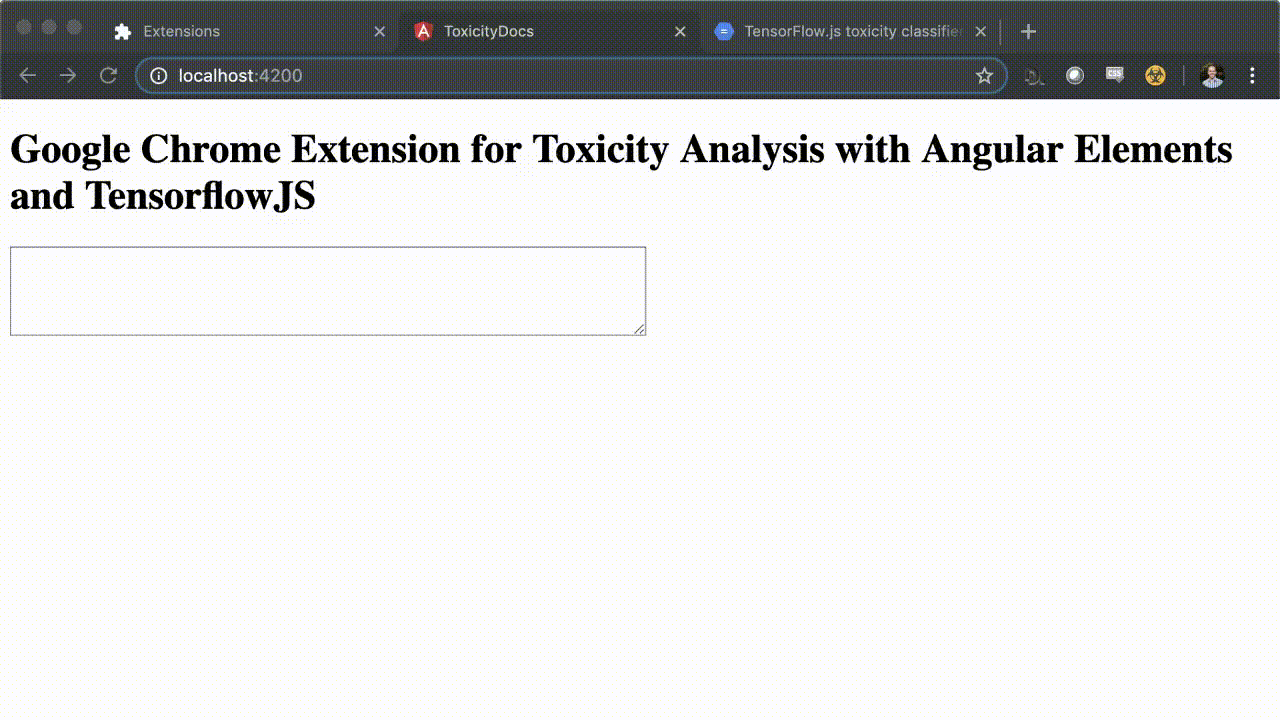 Extensions
ToxicityDocs
TensorFlow.js toxicity classifie
localhost:4200
CSS
Google Chrome Extension for Toxicity Analysis with Angular Elements
and TensorflowJS